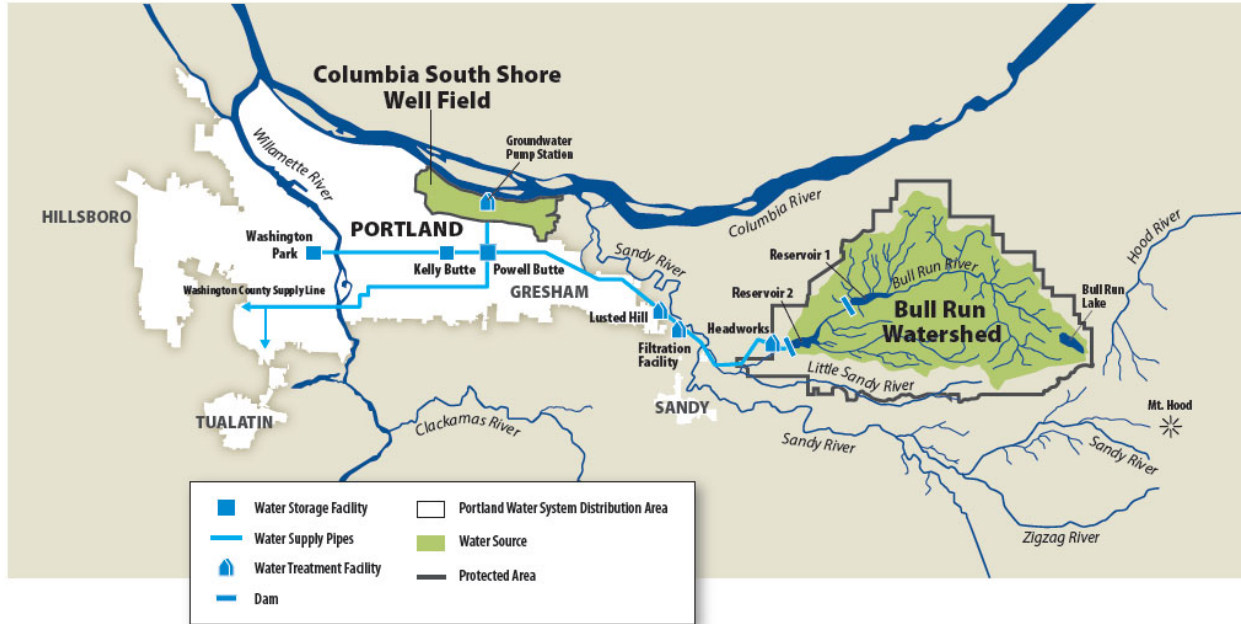 Columbia South Shore
Well Field
Groundwater
Pump Station
Willamette River
Columbia River
Hood River
HILLSBORO
PORTLAND
Washington
Park
Kelly Butte
Powell Butte
Sandy River
Reservoir 1
Bull Run River
Bull Run
Lake
Washington County Supply Line
GRESHAM
Reservoir 2
Bull Run
Watershed
Lusted Hill
Headworks
Filtration
Facility
Little Sandy River
SANDY
Mt. Hood
TUALATIN
Clackamas River
Sandy River
Sandy River
Zigzag River
Water Storage Facility
Water Supply Pipes
Water Treatment Facility
Dam
Portland Water System Distribution Area
Water Source
Protected Area